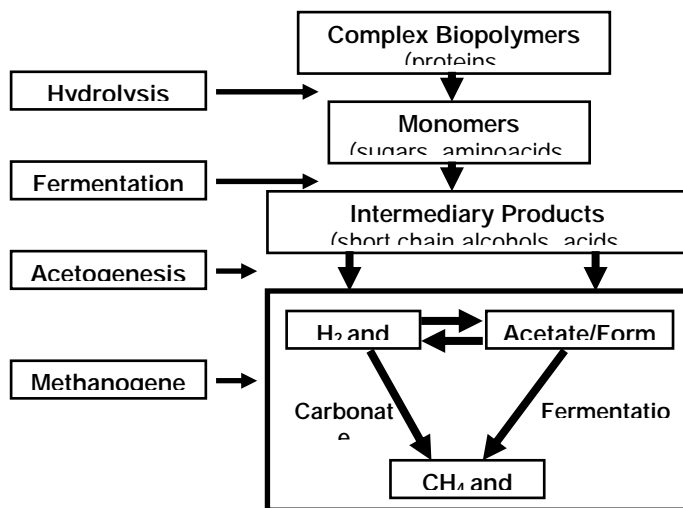 Complex Biopolymers
(proteins
Hydrolysis
Monomers
(sugars aminoacids
Fermentation
Intermediary Products
(short chain alcohols acids
Acetogenesis
H₂ and
Acetate/Form
Methanogene
Carbonat
e
Fermentatio
CH₄ and